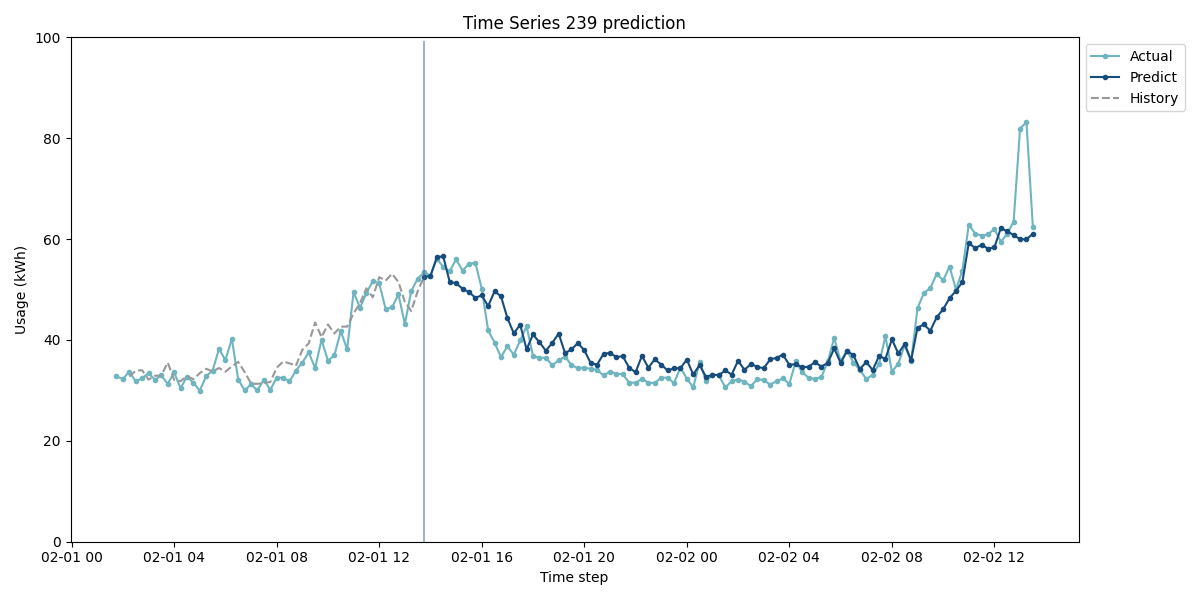 Time Series 239 prediction
100
80
60
40
20
0
Usage (kWh)
02-01 00
02-01 04
02-01 08
02-01 12
02-01 16
02-01 20
02-02 00
02-02 04
02-02 08
02-02 12
Time step
Actual
Predict
History